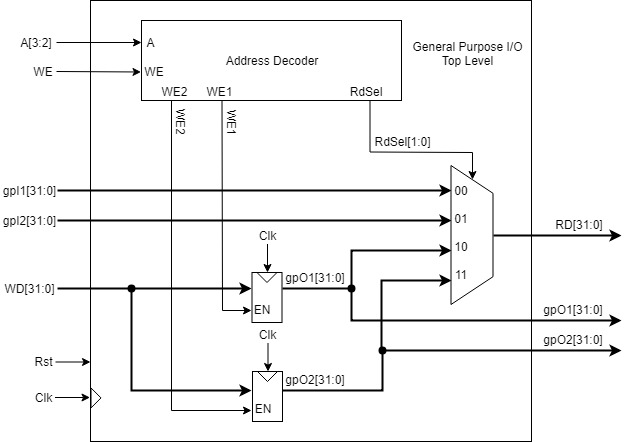 A[3:2]
A
General Purpose I/O
Top Level
Address Decoder
WE
WE
WE2
WE1
RdSel
WE2
WE1
RdSel[1:0]
gpI1[31:0]
00
gpI2[31:0]
01
RD[31:0]
Clk
10
gpO1[31:0]
11
WD[31:0]
EN
gpO1[31:0]
Clk
gpO2[31:0]
Rst
gpO2[31:0]
Clk
EN